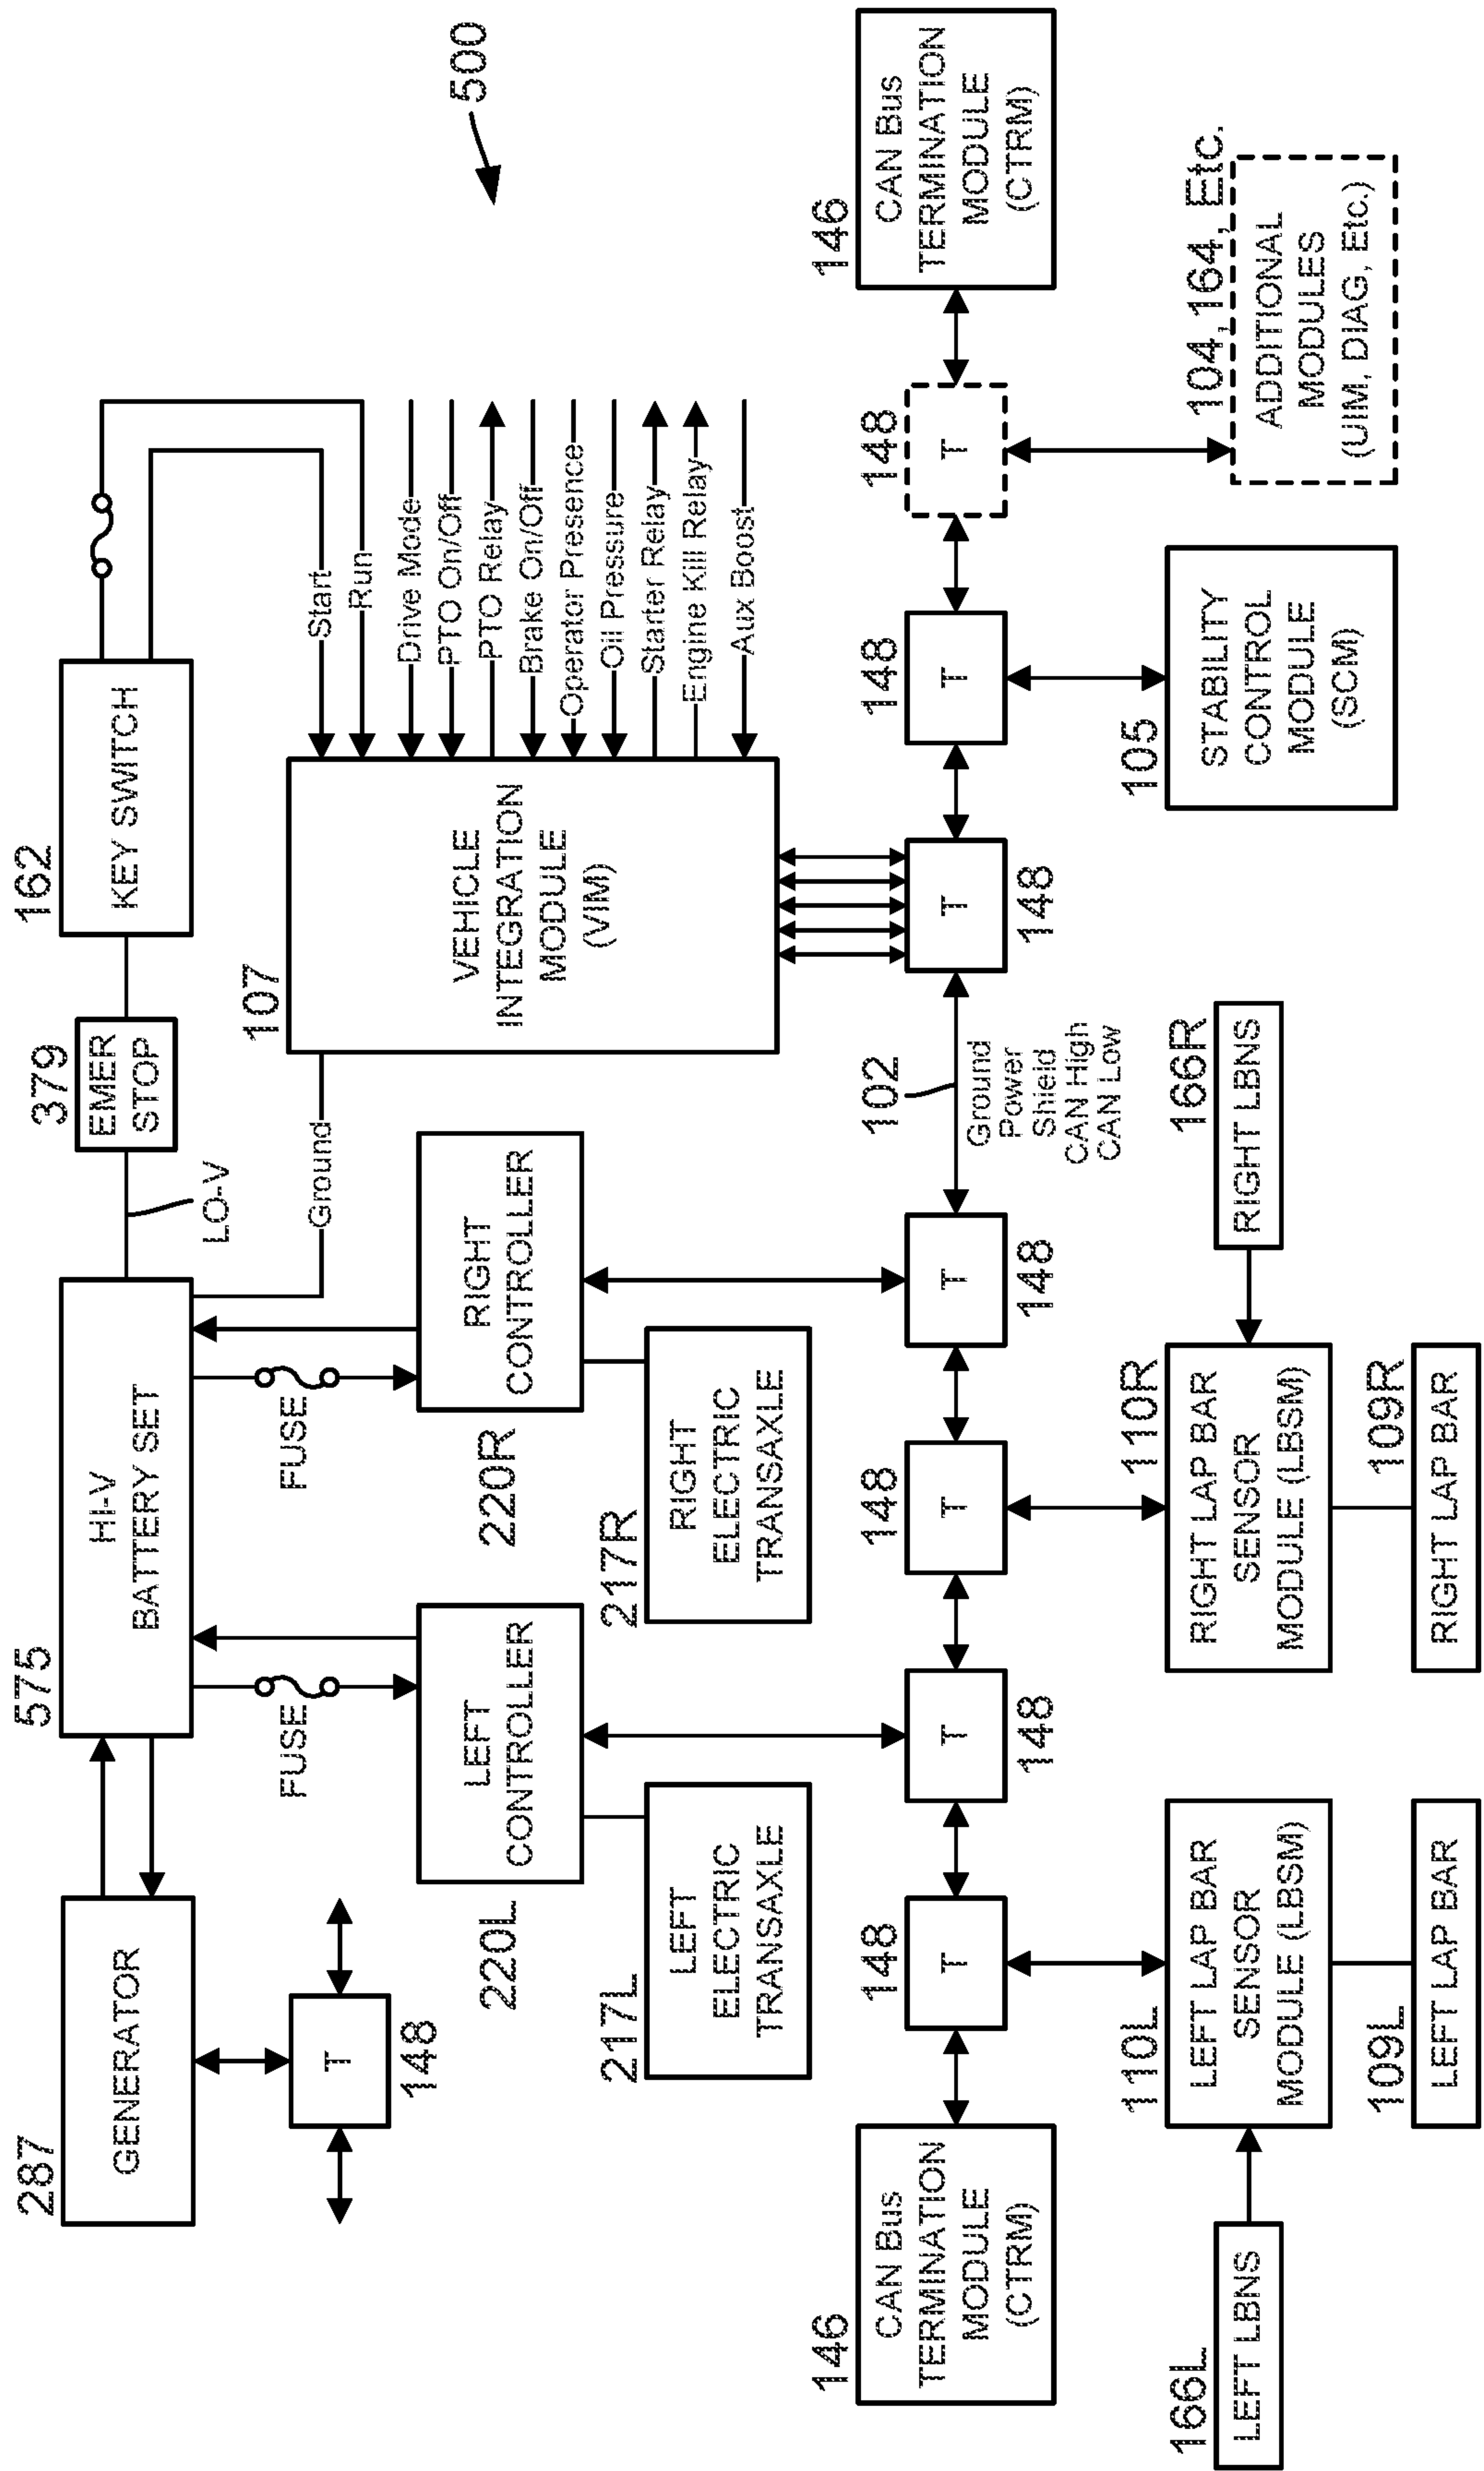 500
287
GENERATOR
T
148
575
HI-V
BATTERY SET
LO-V
379
EMER
STOP
162
KEY SWITCH
FUSE
FUSE
Ground
Start
Run
Drive Mode
PTO On/Off
PTO Relay
Brake On/Off
Operator Presence
Oil Pressure
Starter Relay
Engine Kill Relay
Aux Boost
107
VEHICLE
INTEGRATION
MODULE
(VIM)
LEFT
CONTROLLER
220L
RIGHT
CONTROLLER
220R
217L
LEFT
ELECTRIC
TRANSAXLE
217R
RIGHT
ELECTRIC
TRANSAXLE
146
CAN Bus
TERMINATION
MODULE
(CTRM)
148
T
T
148
148
T
T
148
102
Ground
Power
Shield
CAN High
CAN Low
T
148
148
T
148
T
146
CAN Bus
TERMINATION
MODULE
(CTRM)
166L
LEFT LBNS
110L
LEFT LAP BAR
SENSOR
MODULE (LBSM)
109L
LEFT LAP BAR
110R
RIGHT LAP BAR
SENSOR
MODULE (LBSM)
109R
RIGHT LAP BAR
166R
RIGHT LBNS
105
STABILITY
CONTROL
MODULE
(SCM)
104, 164, Etc.
ADDITIONAL
MODULES
(UIM, DIAG, Etc.)